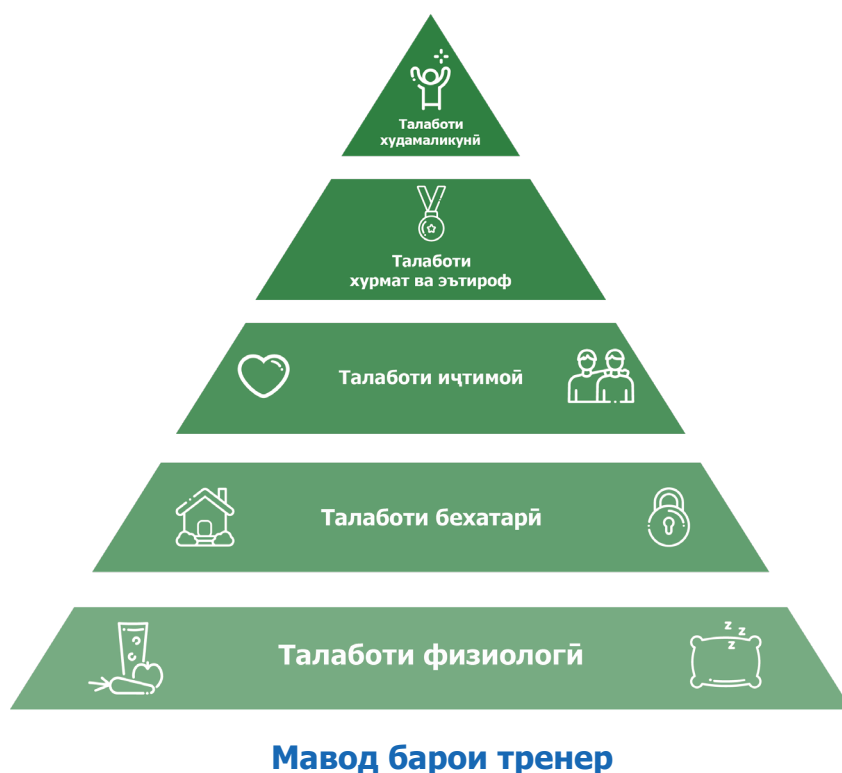 Талаботи
худамаликунӣ
Талаботи
хурмат ва эътироф
Талаботи иҷтимоӣ
Талаботи бехатарӣ
Талаботи физиологӣ
z z
z
Мавод барои тренер